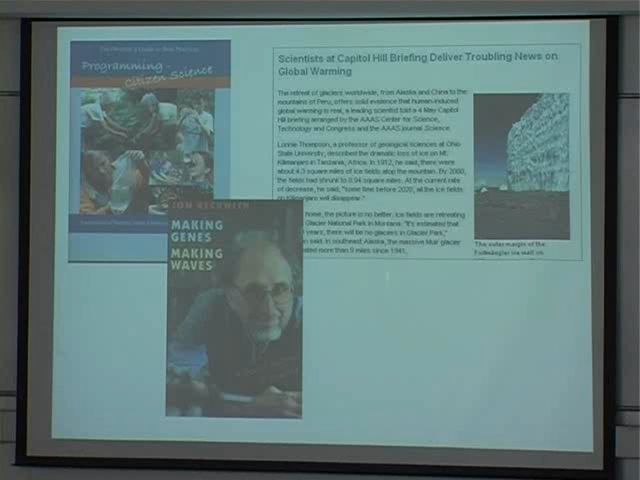 Programming -
Citizen Science
Scientists at Capitol Hill Briefing Deliver Troubling News on
Global Warming
The retreat of glaciers worldwide, from Alaska and China to the
mountains of Peru, offers solid evidence that human-induced
global warming is real, a leading scientist told a 4 May Capitol
Hill briefing arranged by the AAAS Center for Science,
Technology and Congress and the AAAS journal Science.
Lonnie Thompson, a professor of geological sciences at Ohio
State University, described the dramatic loss of ice on Mt.
Kilimanjaro in Tanzania, Africa. In 1912, he said, there were
about 4.3 square miles of ice fields atop the mountain. By 2000,
the fields had shrunk to 0.94 square miles. At the current rate
of decrease, he said, "some time before 2020, all the ice fields
on Kilimanjaro will disappear."
home, the picture is no better. Ice fields are retreating
Glacier National Park in Montana. "It's estimated that
years, there will be no glaciers in Glacier Park,"
said. In southeast Alaska, the massive Muir glacier
more than 9 miles since 1941.
The outer margin of the
Furtwängler ice wall on
JON BECKWITH
MAKING
GENES
MAKING
WAVES